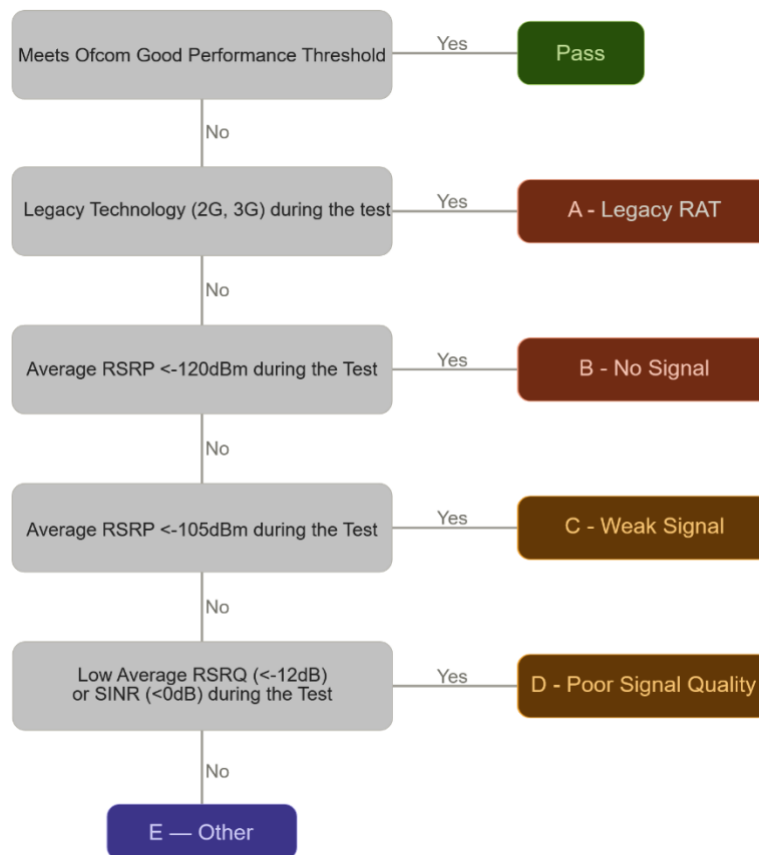 Meets Ofcom Good Performance Threshold
Yes
Pass
No
Legacy Technology (2G, 3G) during the test
Yes
A - Legacy RAT
No
Average RSRP <-120dBm during the Test
Yes
B - No Signal
No
Average RSRP <-105dBm during the Test
Yes
C - Weak Signal
No
Low Average RSRQ (<-12dB)
or SINR (<0dB) during the Test
Yes
D - Poor Signal Quality
No
E — Other